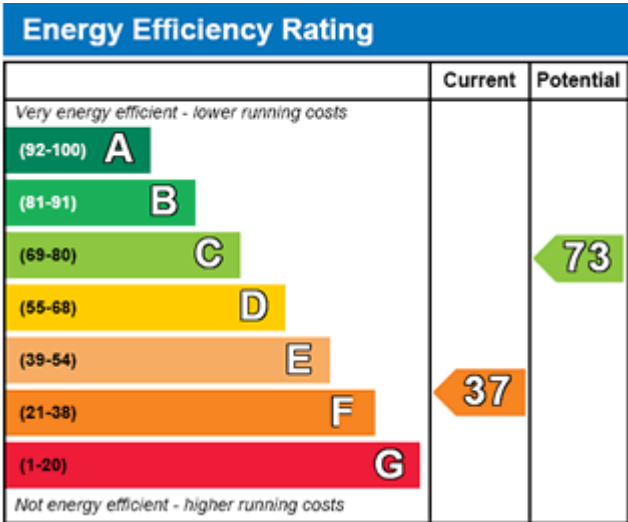 Energy Efficiency Rating
Current Potential
Very energy efficient - lower running costs
(92-100) A
(81-91) B
(69-80) C
73
(55-68) D
(39-54) E
37
(21-38) F
(1-20) G
Not energy efficient - higher running costs